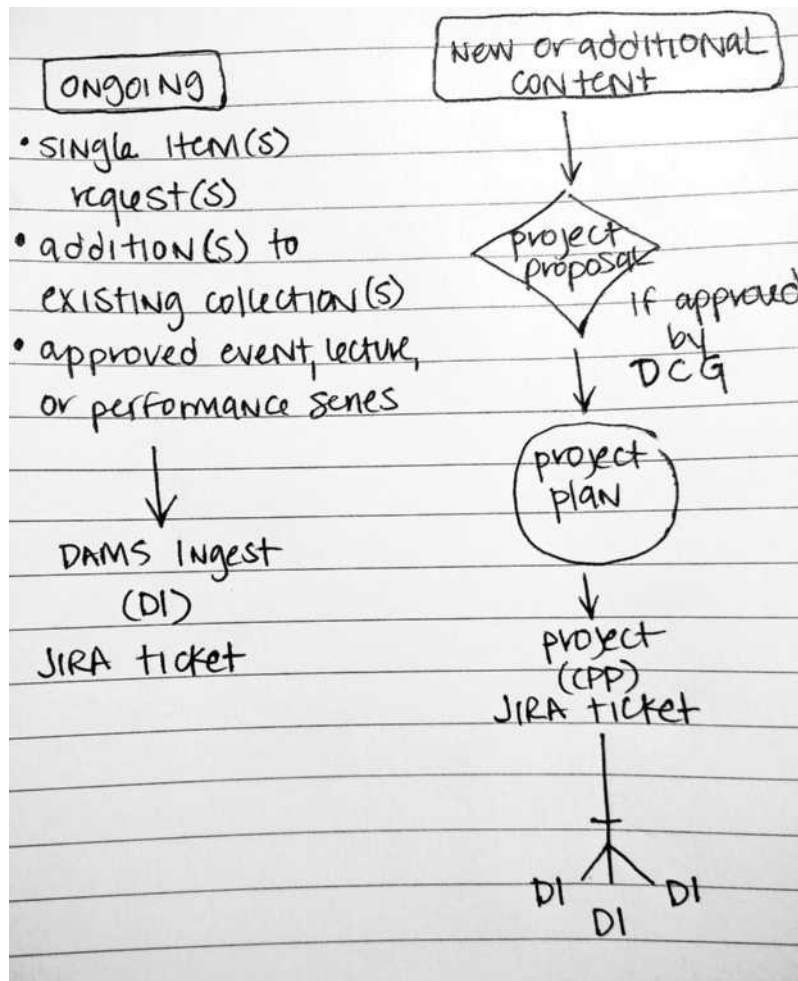 ONGOING
• SINGLE ITEM(S)
request(S)
• addition(s) to
existing collection(s)
• approved event, lecture,
or performance series
DAMS Ingest
(DI)
JIRA ticket
New or additional
content
project
proposal
If approved
by
DCG
project
plan
project
(CPP)
JIRA ticket
DI
DI
DI